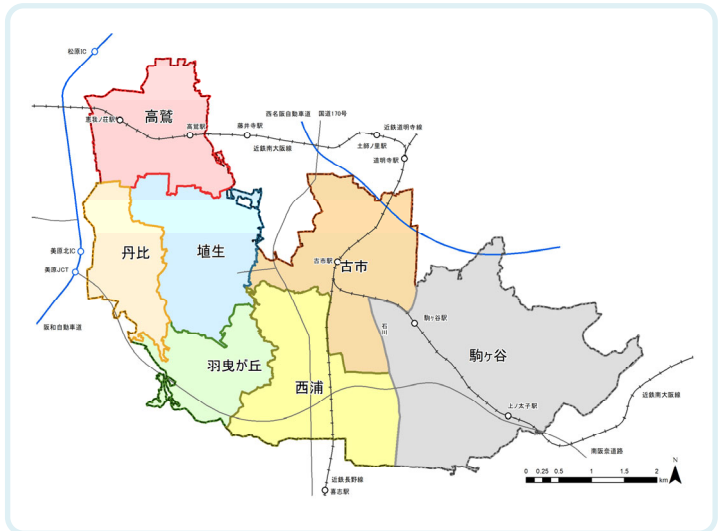 松原IC
高鷲
恵我ノ荘駅
高鷲駅
藤井寺駅
西名阪自動車道
国道170号
近鉄道明寺線
土師ノ里駅
近鉄南大阪線
道明寺駅
丹比
埴生
美原北IC
古市駅
古市
美原JCT
阪和自動車道
駒ヶ谷駅
石川
駒ヶ谷
羽曳が丘
西浦
近鉄南大阪線
上ノ太子駅
南阪奈道路
近鉄長野線
喜志駅
N
0 0.25 0.5 1 1.5 2
km